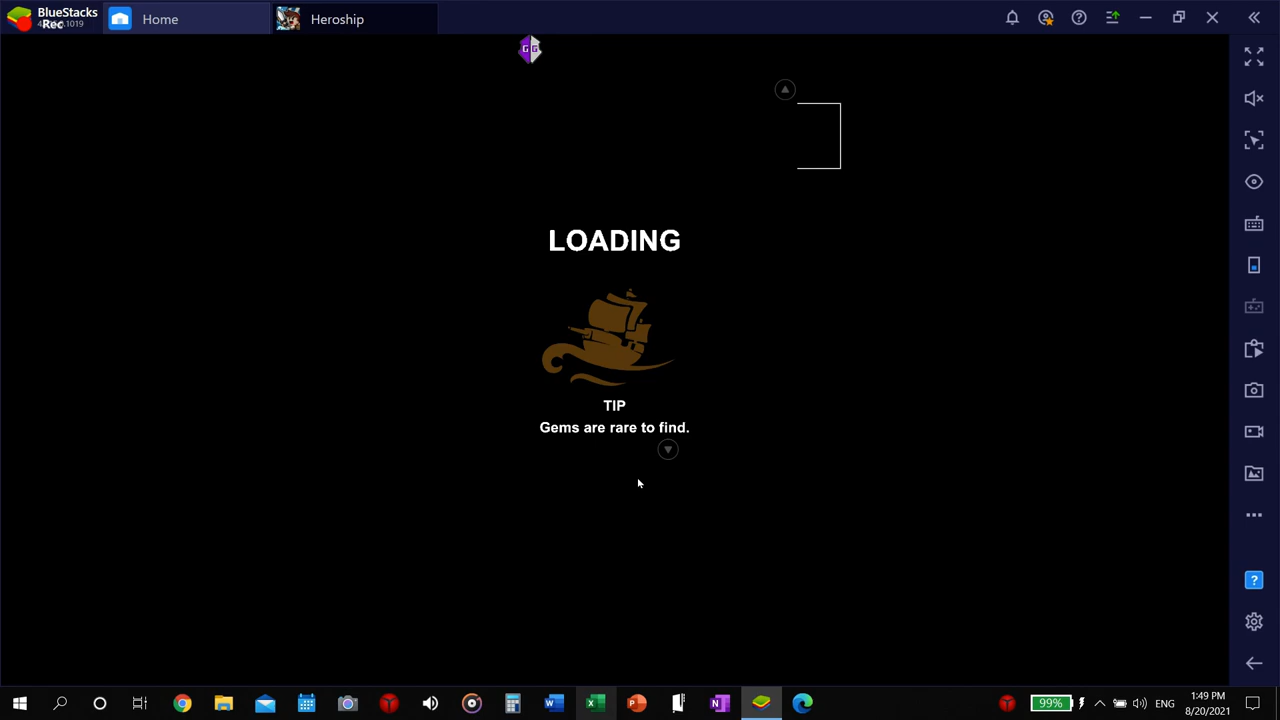 BlueStacks
Rec
Home
Heroship
GG
LOADING
TIP
Gems are rare to find.
99%
ENG
1:49 PM
8/20/2021